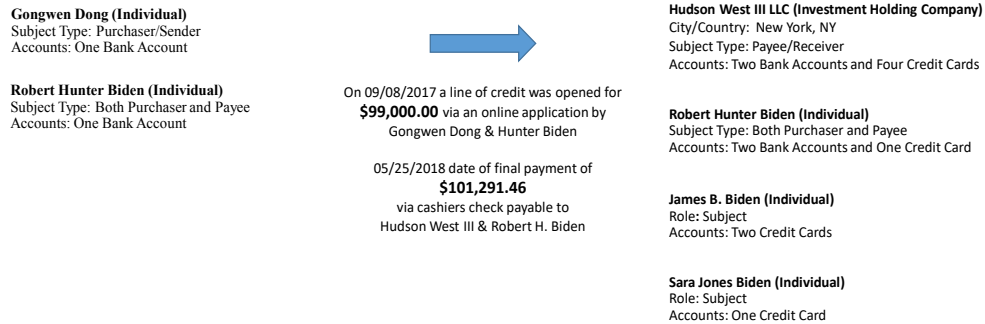 Gongwen Dong (Individual)
Subject Type: Purchaser/Sender
Accounts: One Bank Account
Robert Hunter Biden (Individual)
Subject Type: Both Purchaser and Payee
Accounts: One Bank Account
On 09/08/2017 a line of credit was opened for
$99,000.00 via an online application by
Gongwen Dong & Hunter Biden
05/25/2018 date of final payment of
$101,291.46
via cashiers check payable to
Hudson West III & Robert H. Biden
Hudson West III LLC (Investment Holding Company)
City/Country: New York, NY
Subject Type: Payee/Receiver
Accounts: Two Bank Accounts and Four Credit Cards
Robert Hunter Biden (Individual)
Subject Type: Both Purchaser and Payee
Accounts: Two Bank Accounts and One Credit Card
James B. Biden (Individual)
Role: Subject
Accounts: Two Credit Cards
Sara Jones Biden (Individual)
Role: Subject
Accounts: One Credit Card